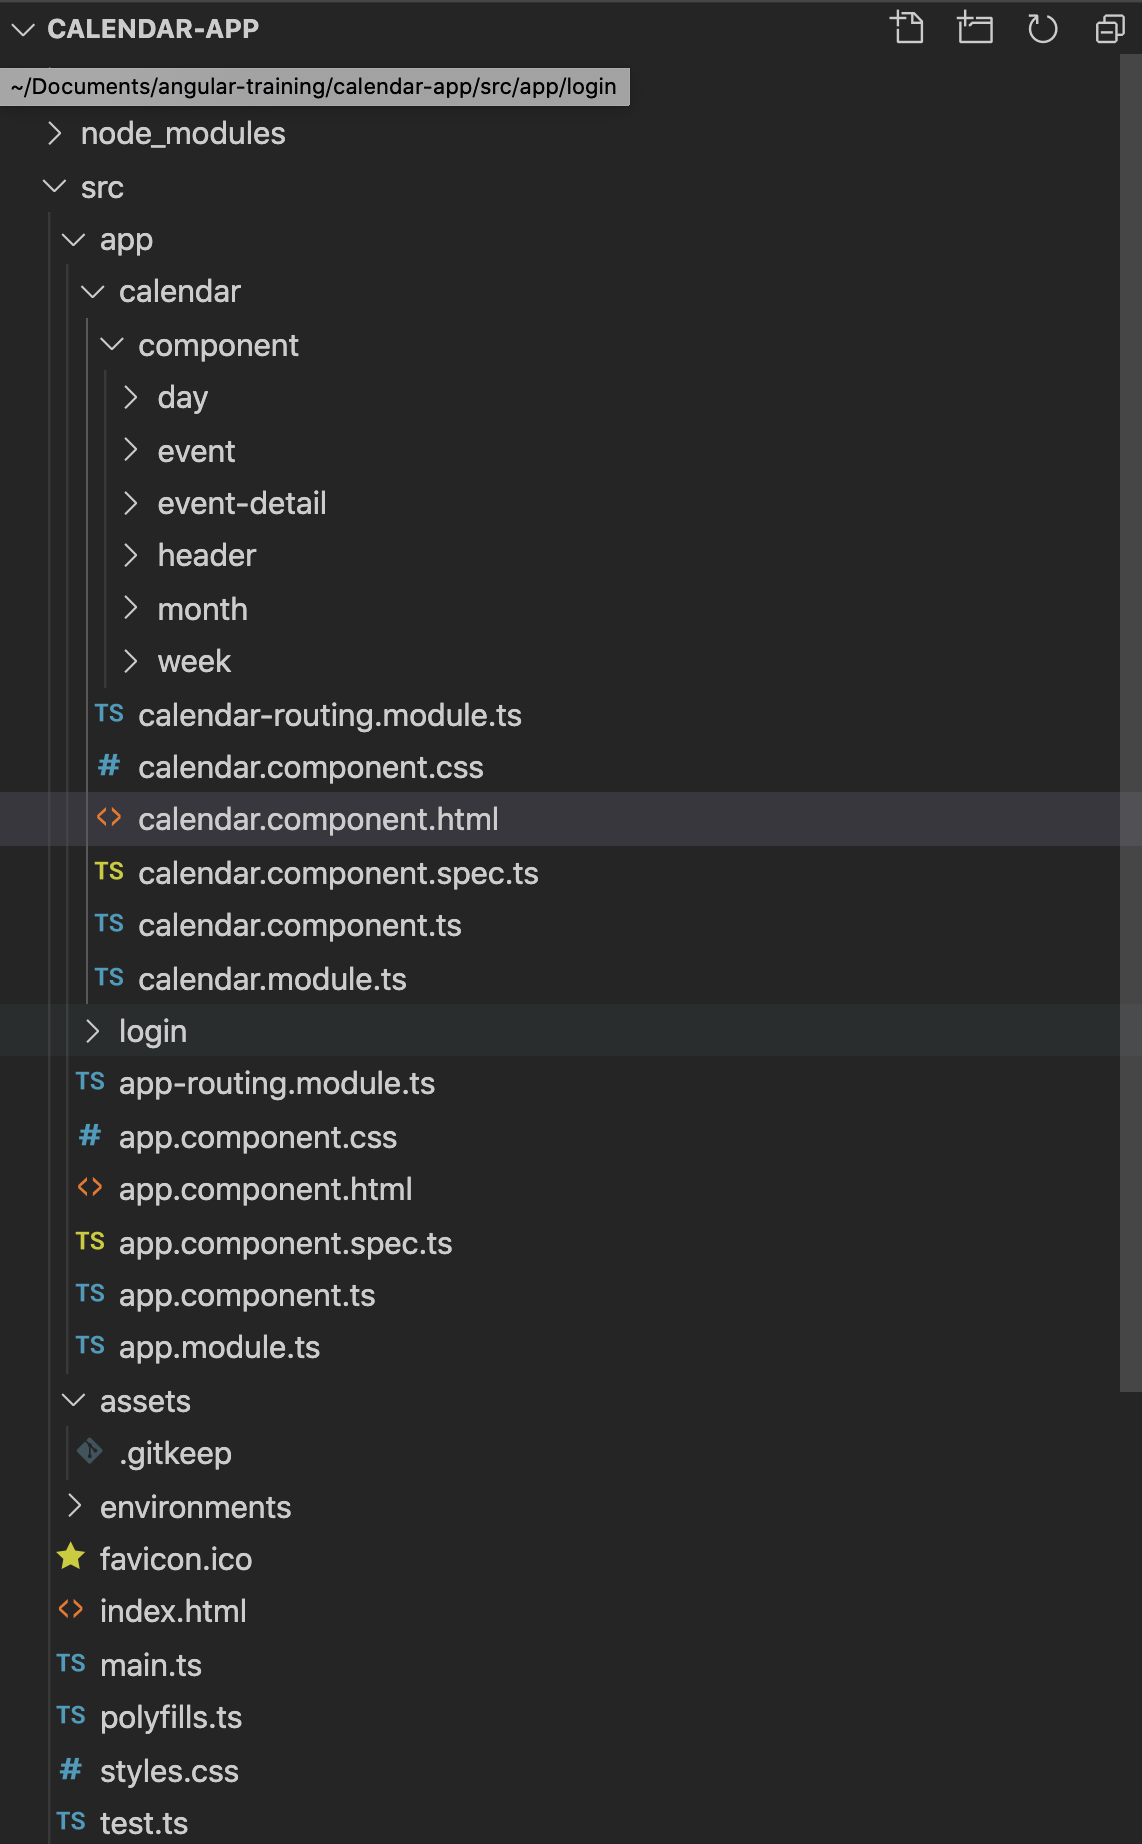 CALENDAR-APP
~/Documents/angular-training/calendar-app/src/app/login
node_modules
src
app
calendar
component
day
event
event-detail
header
month
week
TS calendar-routing.module.ts
# calendar.component.css
<> calendar.component.html
TS calendar.component.spec.ts
TS calendar.component.ts
TS calendar.module.ts
login
TS app-routing.module.ts
# app.component.css
<> app.component.html
TS app.component.spec.ts
TS app.component.ts
TS app.module.ts
assets
.gitkeep
environments
favicon.ico
<> index.html
TS main.ts
TS polyfills.ts
# styles.css
TS test.ts